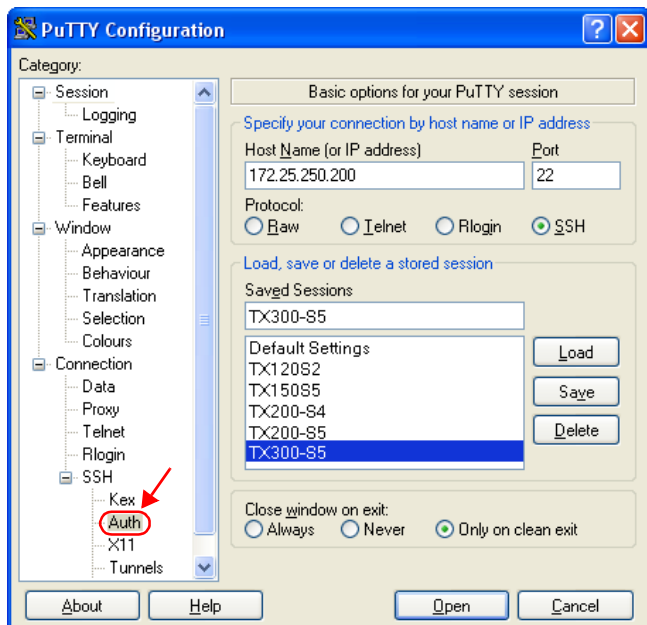 PuTTY Configuration
Category:
Session
Logging
Terminal
Keyboard
Bell
Features
Window
Appearance
Behaviour
Translation
Selection
Colours
Connection
Data
Proxy
Telnet
Rlogin
SSH
Kex
Auth
X11
Tunnels
Basic options for your PuTTY session
Specify your connection by host name or IP address
Host Name (or IP address) Port
172.25.250.200 22
Protocol:
Raw Telnet Rlogin SSH
Load, save or delete a stored session
Saved Sessions
TX300-S5
Default Settings
TX120S2
TX150S5
TX200-S4
TX200-S5
TX300-S5
Load
Save
Delete
Close window on exit:
Always Never Only on clean exit
About Help Open Cancel